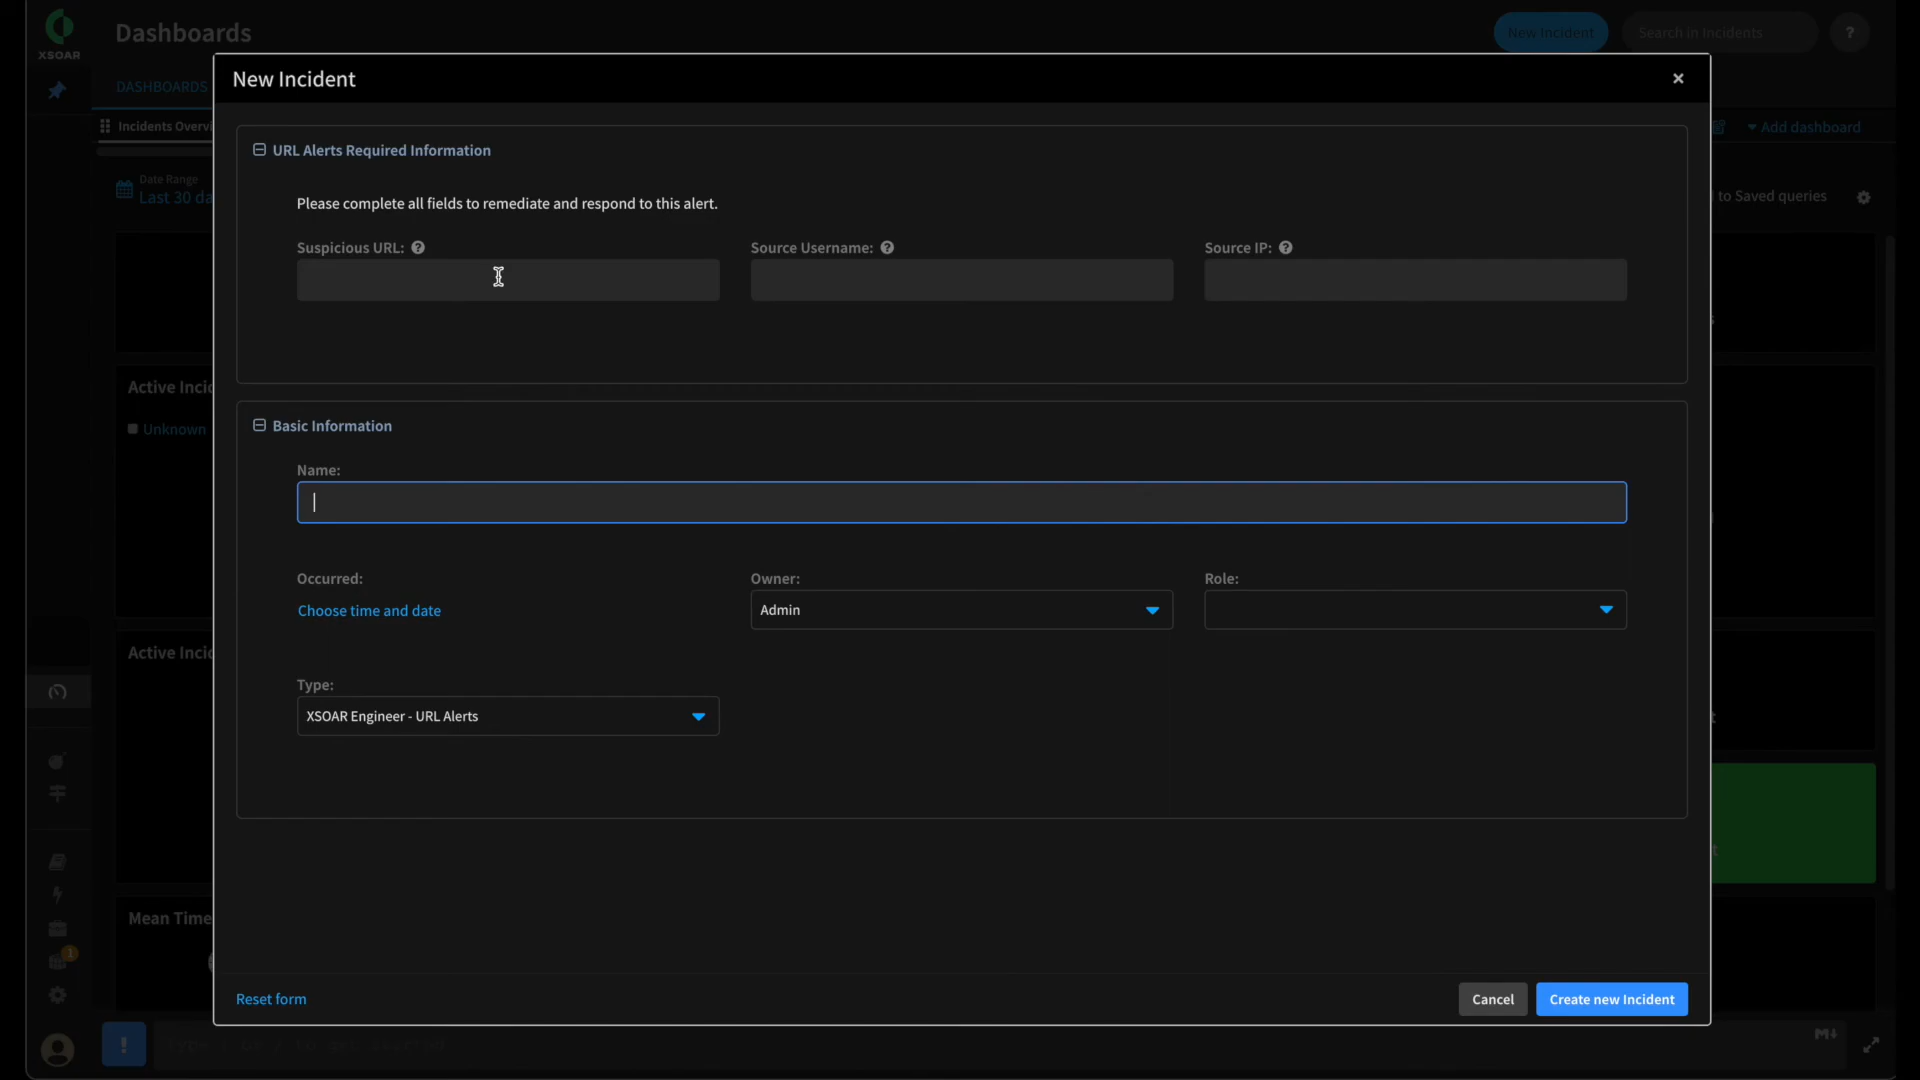 XSOAR
Dashboards
New Incident
Search in Incidents
?
DASHBOARDS
Incidents Overvi
Add dashboard
Date Range
Last 30 da
to Saved queries
Active Incid
Unknown
Active Incid
Mean Time
1
!
M↓
New Incident
×
URL Alerts Required Information
Please complete all fields to remediate and respond to this alert.
Suspicious URL: ?
Source Username: ?
Source IP: ?
Basic Information
Name:
Occurred:
Owner:
Role:
Choose time and date
Admin
Type:
XSOAR Engineer - URL Alerts
Reset form
Cancel
Create new Incident